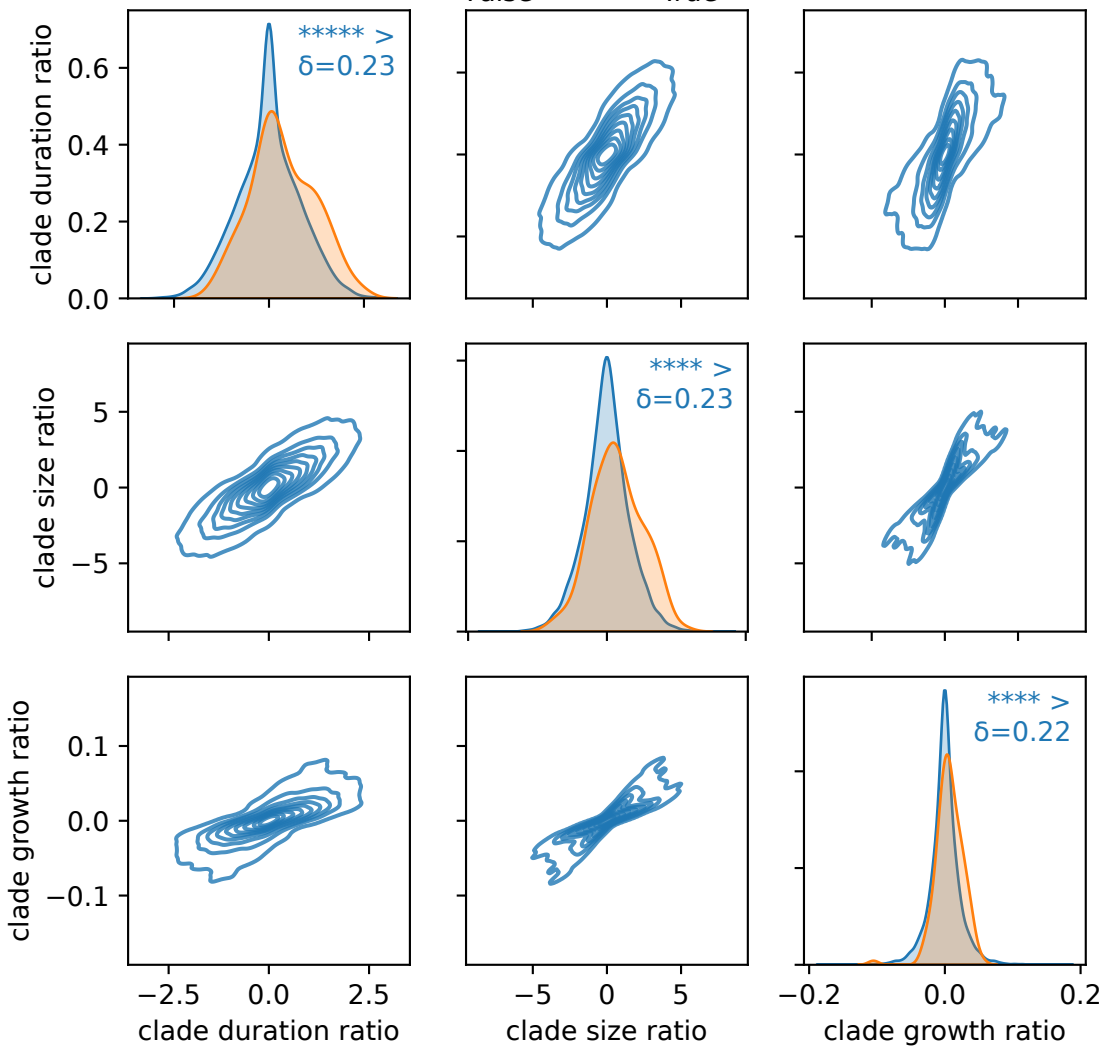 ***** >
δ=0.23
clade duration ratio
0.6
0.4
0.2
0.0
**** >
δ=0.23
clade size ratio
5
0
−5
**** >
δ=0.22
clade growth ratio
0.1
0.0
−0.1
−2.5 0.0 2.5
−5 0 5
−0.2 0.0 0.2
clade duration ratio
clade size ratio
clade growth ratio